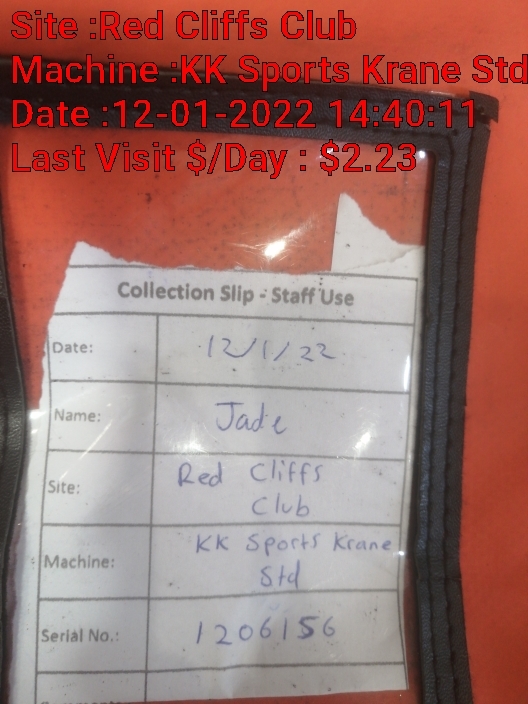 Site :Red Cliffs Club
Machine :KK Sports Krane Std
Date :12-01-2022 14:40:11
Last Visit $/Day : $2.23
Collection Slip - Staff Use
Date: 12/1/22
Name: Jade
Site: Red Cliffs
Club
Machine: KK Sports Krane
Std
Serial No.: 1206156